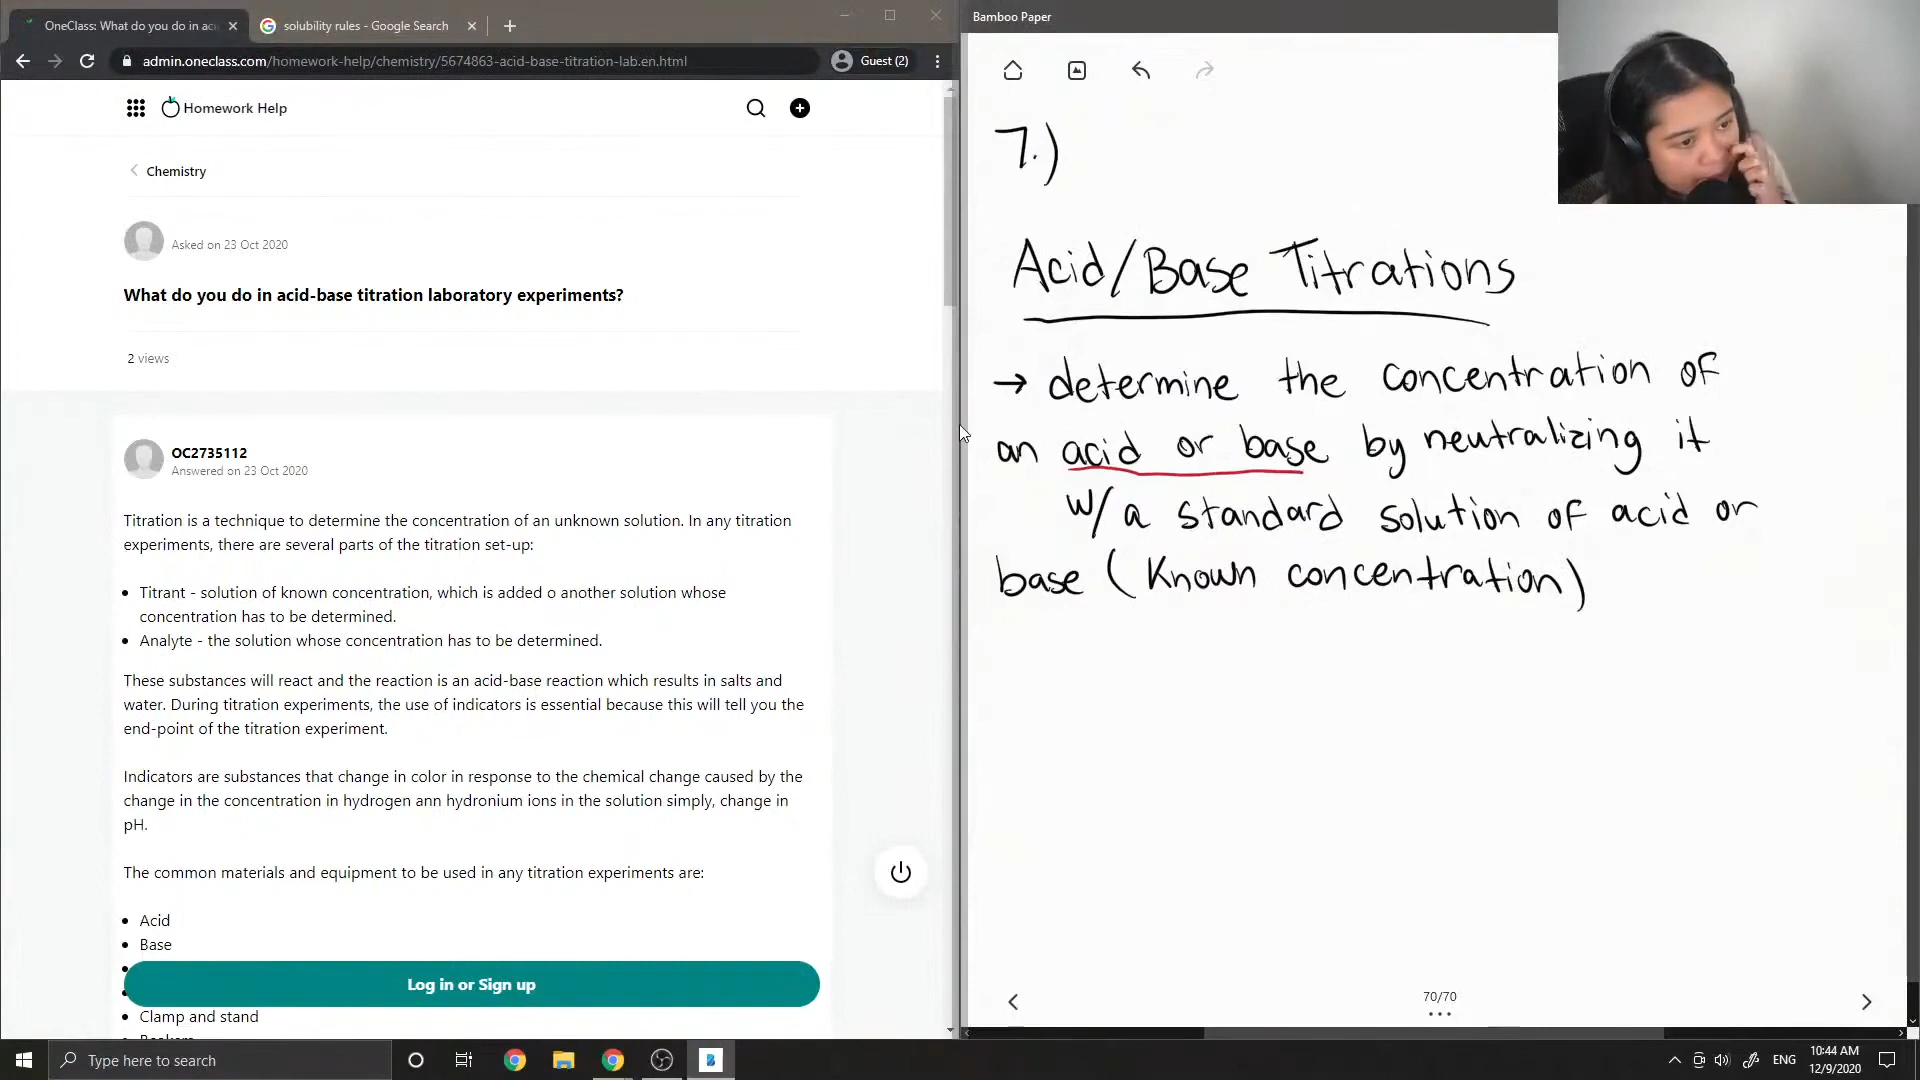 OneClass: What do you do in aci
solubility rules - Google Search
admin.oneclass.com/homework-help/chemistry/5674863-acid-base-titration-lab.en.html
Guest (2)
Homework Help
Chemistry
Asked on 23 Oct 2020
What do you do in acid-base titration laboratory experiments?
2 views
OC2735112
Answered on 23 Oct 2020
Titration is a technique to determine the concentration of an unknown solution. In any titration
experiments, there are several parts of the titration set-up:
• Titrant - solution of known concentration, which is added o another solution whose
concentration has to be determined.
• Analyte - the solution whose concentration has to be determined.
These substances will react and the reaction is an acid-base reaction which results in salts and
water. During titration experiments, the use of indicators is essential because this will tell you the
end-point of the titration experiment.
Indicators are substances that change in color in response to the chemical change caused by the
change in the concentration in hydrogen ann hydronium ions in the solution simply, change in
pH.
The common materials and equipment to be used in any titration experiments are:
• Acid
• Base
Log in or Sign up
• Clamp and stand
Bamboo Paper
7.)
Acid/Base Titrations
→ determine the concentration of
an acid or base by neutralizing it
w/ a standard solution of acid or
base (Known concentration)
70/70
Type here to search
ENG
10:44 AM
12/9/2020